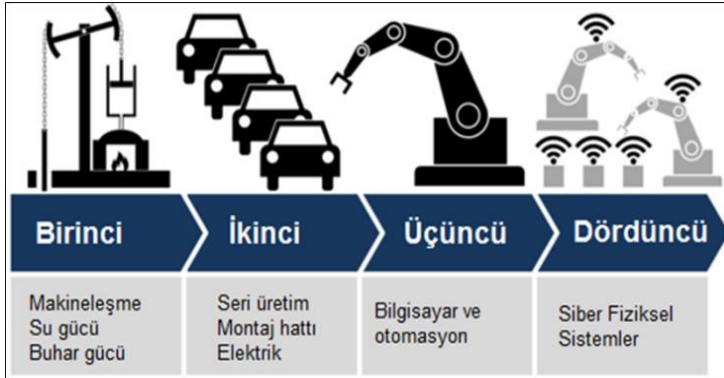 Birinci
İkinci
Üçüncü
Dördüncü
Makineleşme
Su gücü
Buhar gücü
Seri üretim
Montaj hattı
Elektrik
Bilgisayar ve
otomasyon
Siber Fiziksel
Sistemler